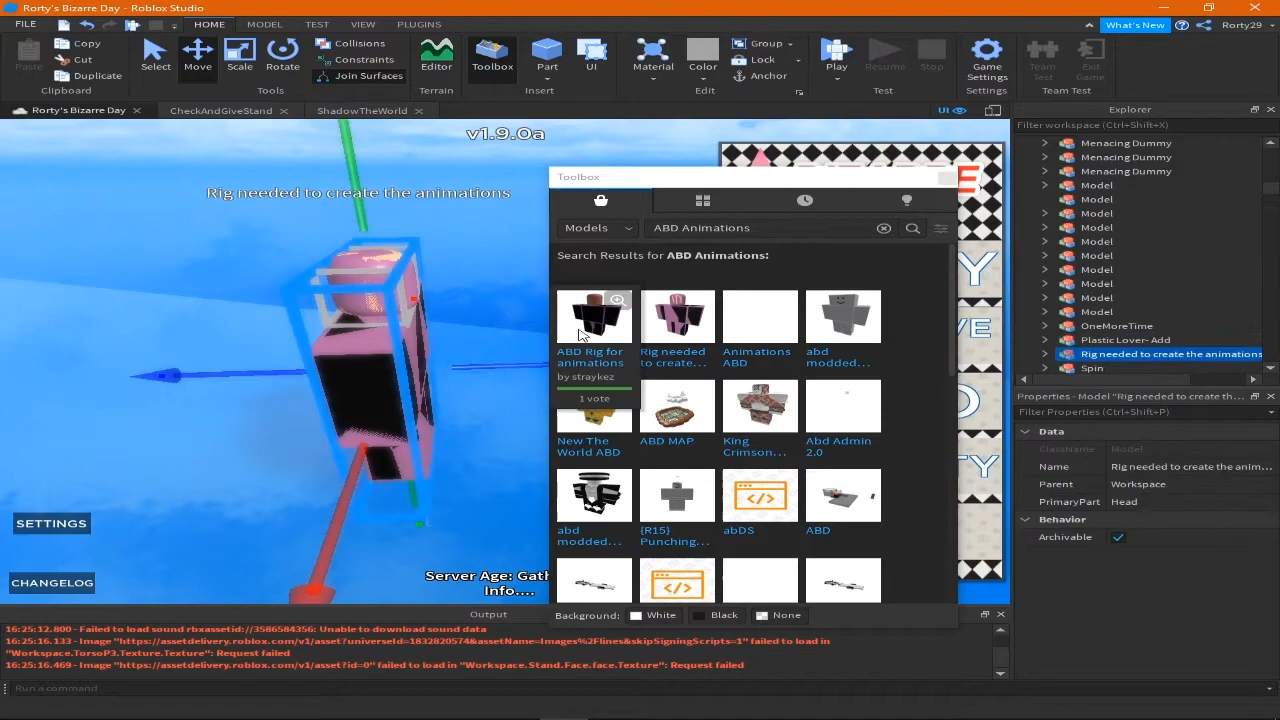 Rorty's Bizarre Day - Roblox Studio
FILE HOME MODEL TEST VIEW PLUGINS What's New Rorty29
Paste Copy Cut Duplicate Select Move Scale Rotate Collisions Constraints Join Surfaces Editor Toolbox Part UI Material Color Group Lock Anchor Play Resume Stop Game Settings Team Test Exit Game
Clipboard Tools Terrain Insert Edit Test Settings Team Test
Rorty's Bizarre Day CheckAndGiveStand ShadowTheWorld UI
v1.9.0a
Rig needed to create the animations
SETTINGS
CHANGELOG
Server Age: Gath
Info....
Toolbox
Models ABD Animations
Search Results for ABD Animations:
ABD Rig for animations
by straykez
1 vote
Rig needed to create...
Animations ABD
abd modded...
New The World ABD
ABD MAP
King Crimson...
Abd Admin 2.0
abd modded...
{R15} Punching...
abDS
ABD
Background: White Black None
Explorer
Filter workspace (Ctrl+Shift+X)
Menacing Dummy
Menacing Dummy
Menacing Dummy
Model
Model
Model
Model
Model
Model
Model
Model
Model
Model
OneMoreTime
Plastic Lover- Add
Rig needed to create the animations
Spin
Properties - Model "Rig needed to create th...
Filter Properties (Ctrl+Shift+P)
Data
ClassName Model
Name Rig needed to create the anim...
Parent Workspace
PrimaryPart Head
Behavior
Archivable
Output
16:25:12.800 - Failed to load sound rbxassetid://3586584356: Unable to download sound data
16:25:16.133 - Image "https://assetdelivery.roblox.com/v1/asset?universeId=1832820574&assetName=Images%2Flines&skipSigningScripts=1" failed to load in
"Workspace.TorsoP3.Texture.Texture": Request failed
16:25:16.469 - Image "https://assetdelivery.roblox.com/v1/asset?id=0" failed to load in "Workspace.Stand.Face.face.Texture": Request failed
Run a command